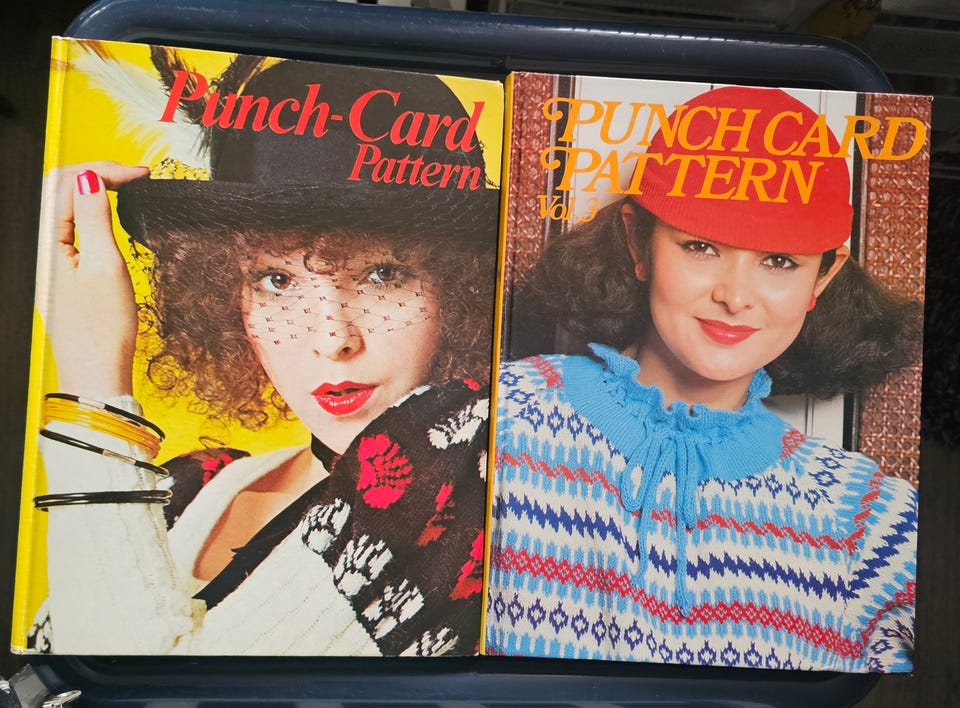 Punch-Card
Pattern
PUNCH CARD
PATTERN
Vol. 3